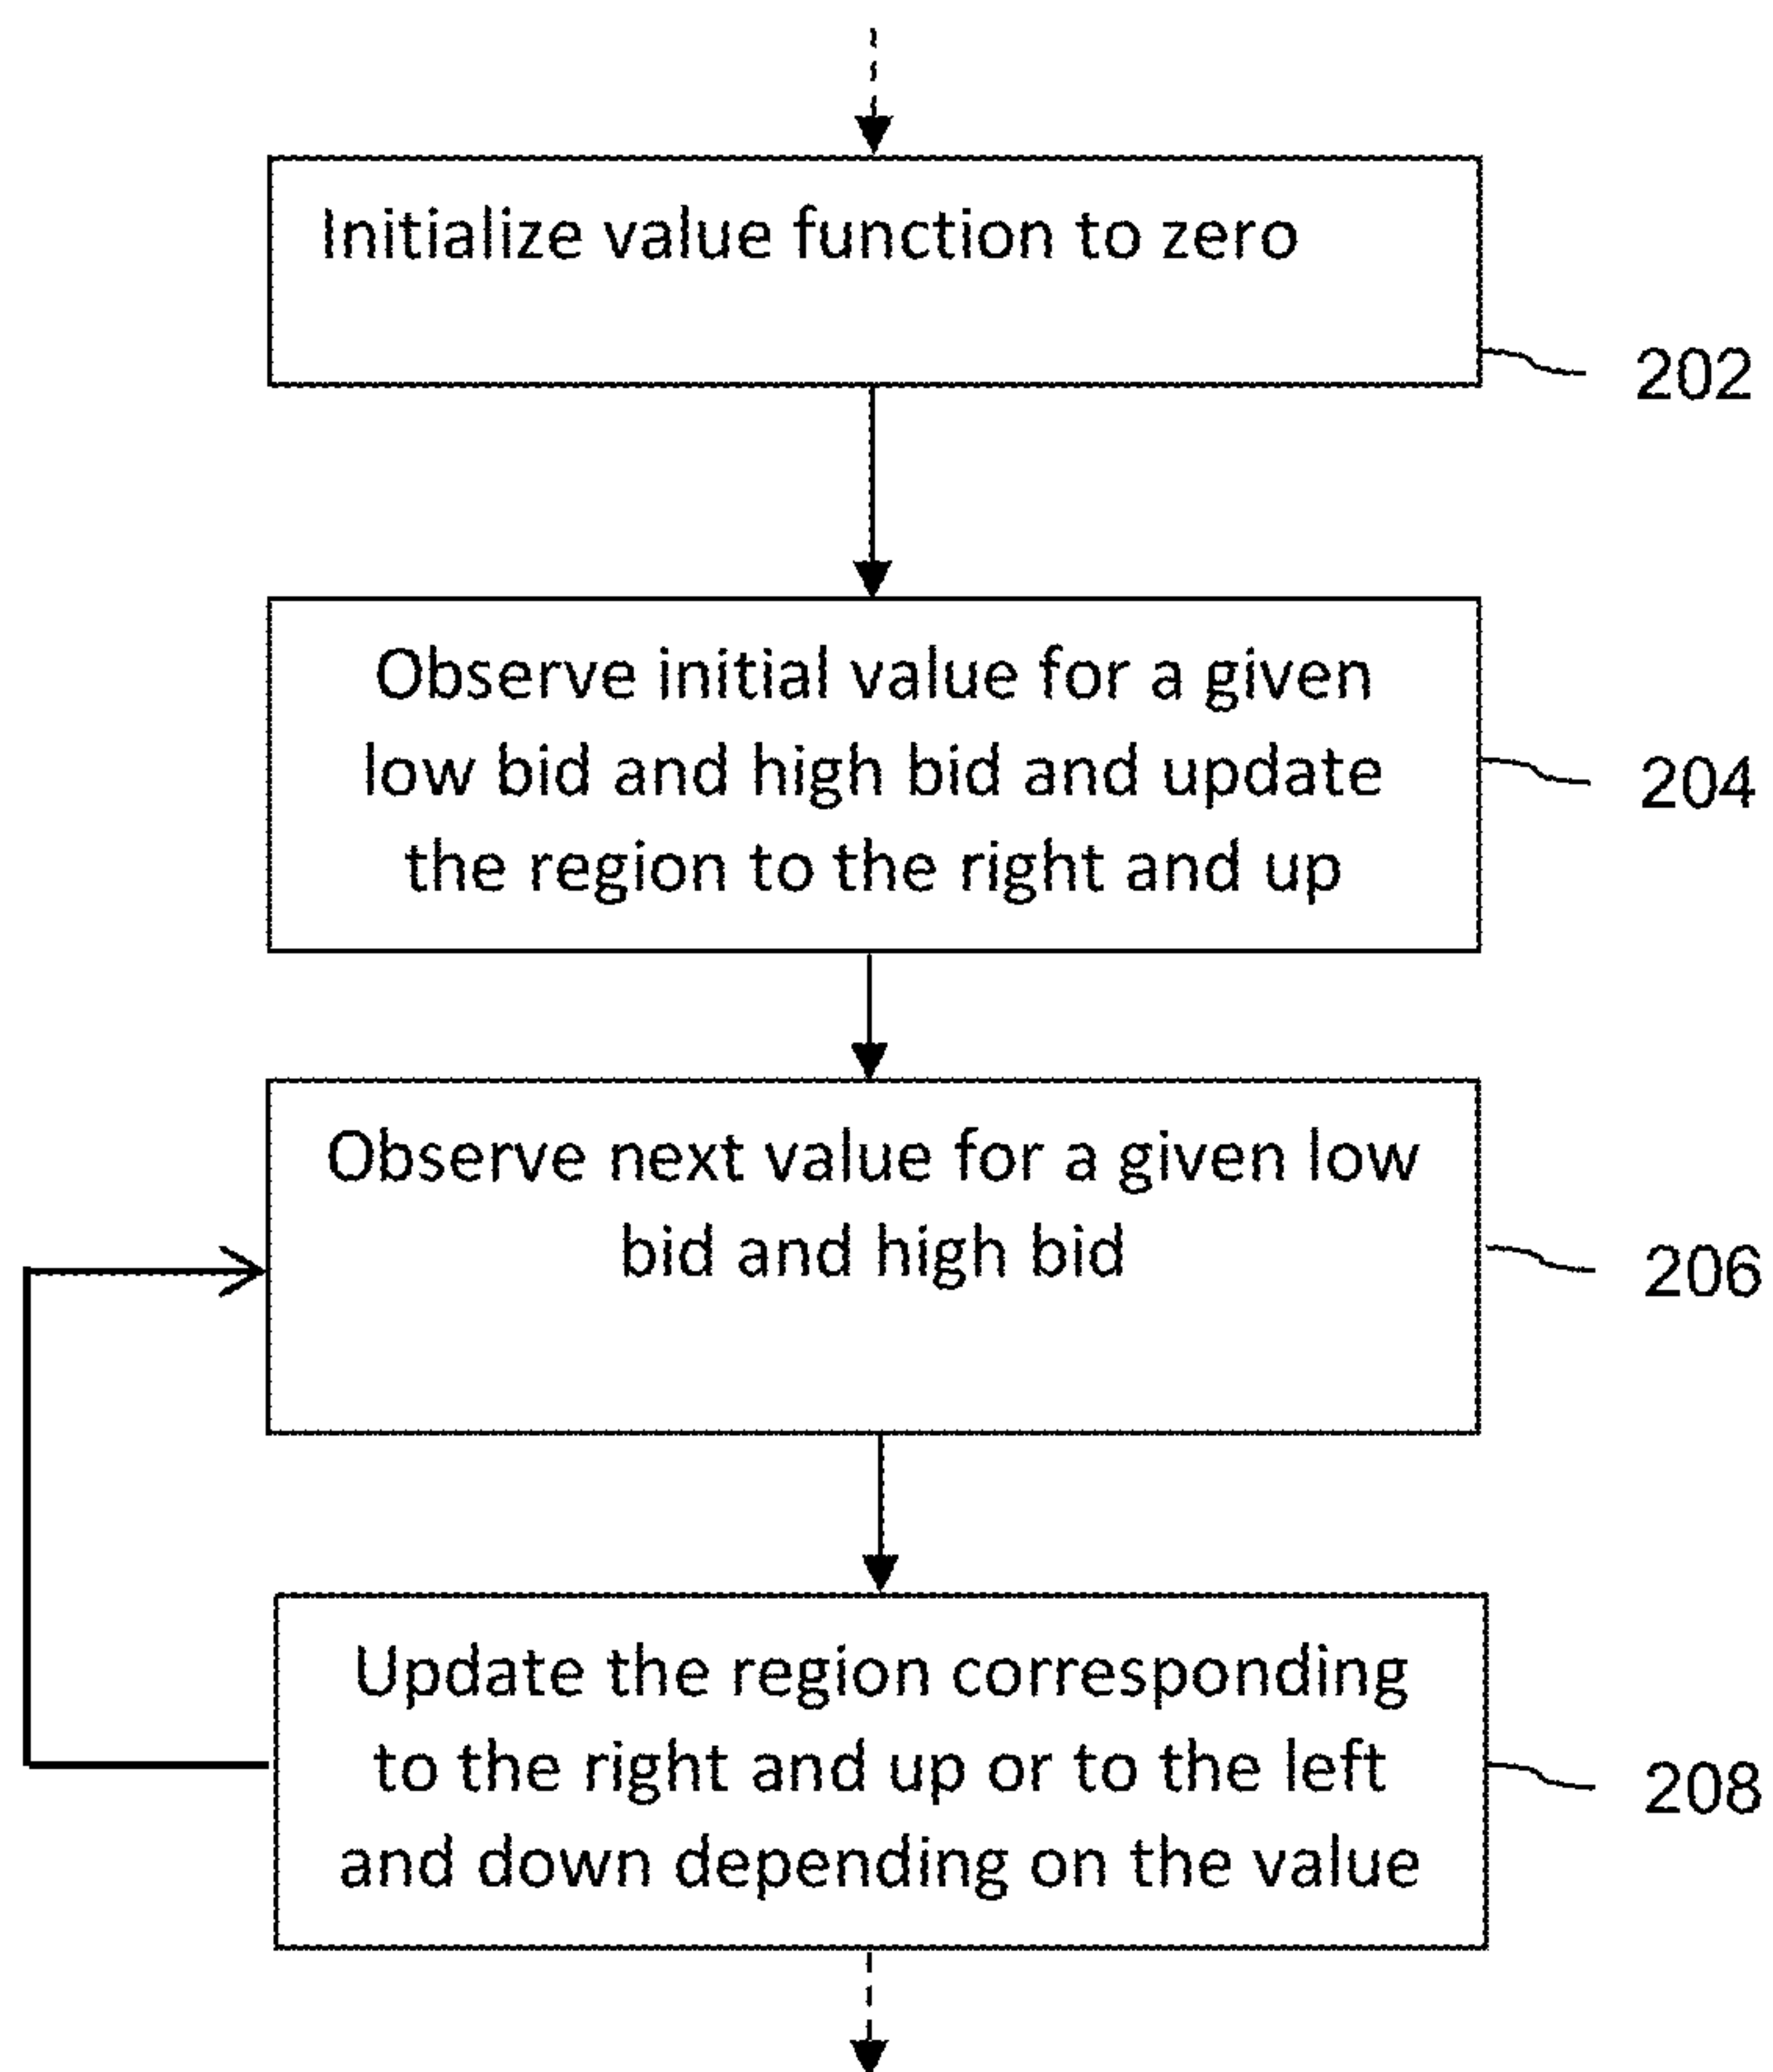 Initialize value function to zero
202
Observe initial value for a given
low bid and high bid and update
the region to the right and up
204
Observe next value for a given low
bid and high bid
206
Update the region corresponding
to the right and up or to the left
and down depending on the value
208